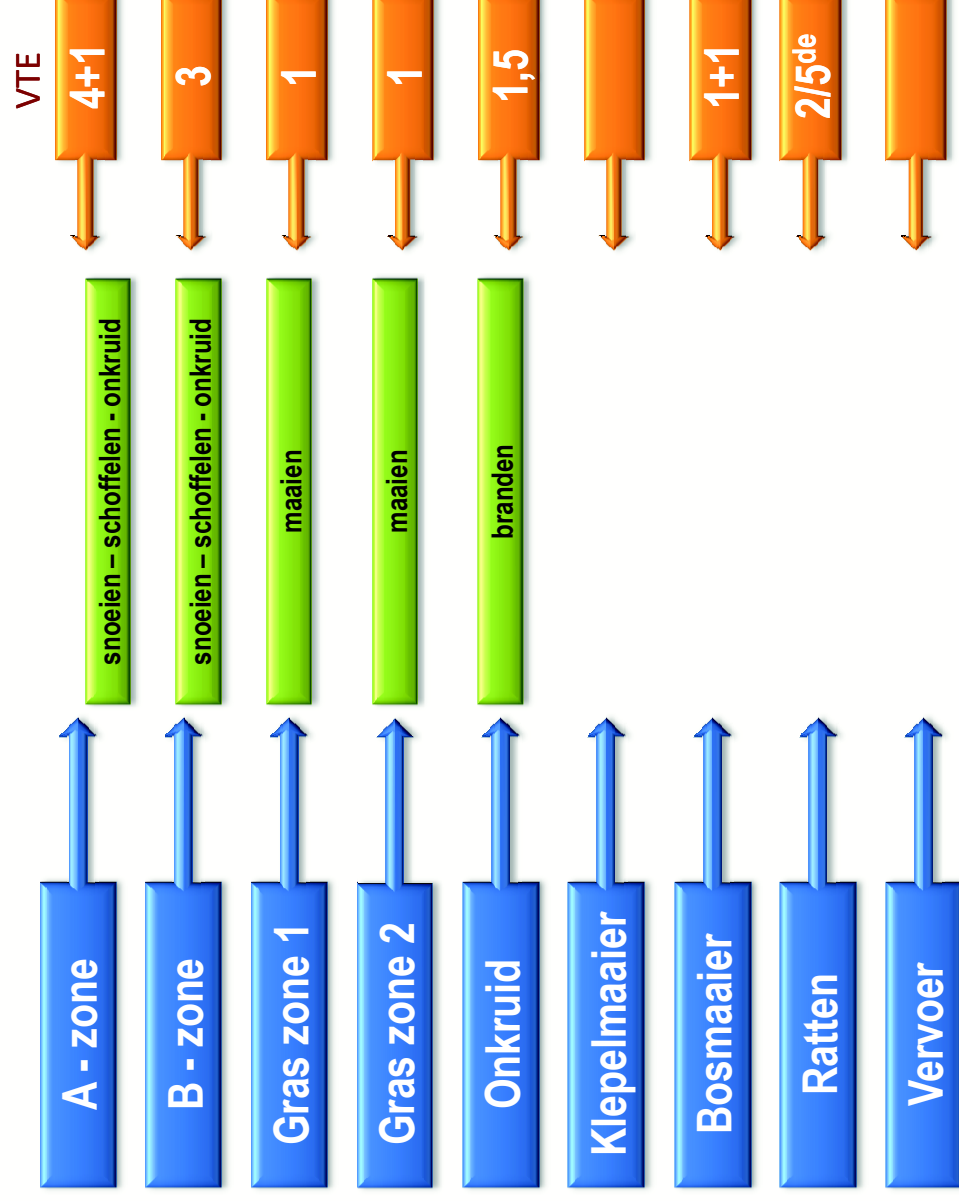 VTE
A - zone
snoeien – schoffelen - onkruid
4+1
B - zone
snoeien – schoffelen - onkruid
3
Gras zone 1
maaien
1
Gras zone 2
maaien
1
Onkruid
branden
1,5
Klepelmaaier
Bosmaaier
1+1
Ratten
2/5de
Vervoer